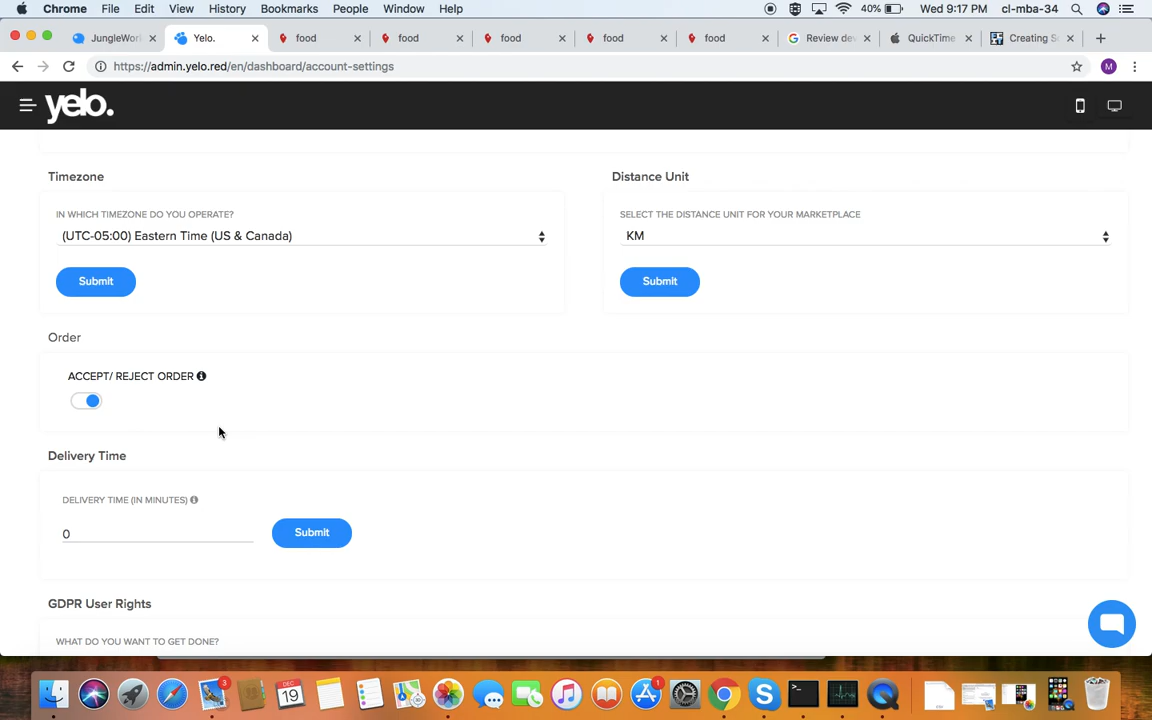 Chrome File Edit View History Bookmarks People Window Help 40% Wed 9:17 PM cl-mba-34
JungleWor Yelo. food food food food food Review dev QuickTime Creating S
https://admin.yelo.red/en/dashboard/account-settings M
yelo.
Timezone Distance Unit
IN WHICH TIMEZONE DO YOU OPERATE? SELECT THE DISTANCE UNIT FOR YOUR MARKETPLACE
(UTC-05:00) Eastern Time (US & Canada) KM
Submit Submit
Order
ACCEPT/ REJECT ORDER
Delivery Time
DELIVERY TIME (IN MINUTES)
0 Submit
GDPR User Rights
WHAT DO YOU WANT TO GET DONE?
3 DEC 19 1